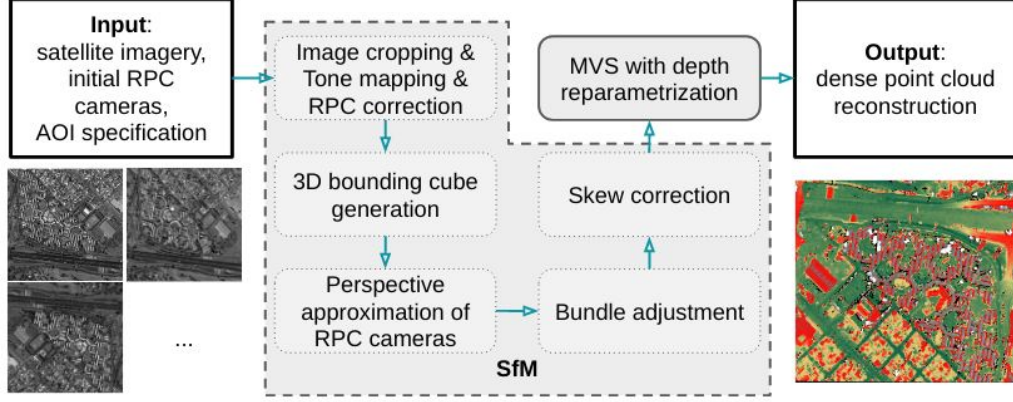 Input:
satellite imagery,
initial RPC
cameras,
AOI specification
Image cropping &
Tone mapping &
RPC correction
3D bounding cube
generation
Perspective
approximation of
RPC cameras
Bundle adjustment
Skew correction
MVS with depth
reparametrization
SfM
Output:
dense point cloud
reconstruction
...